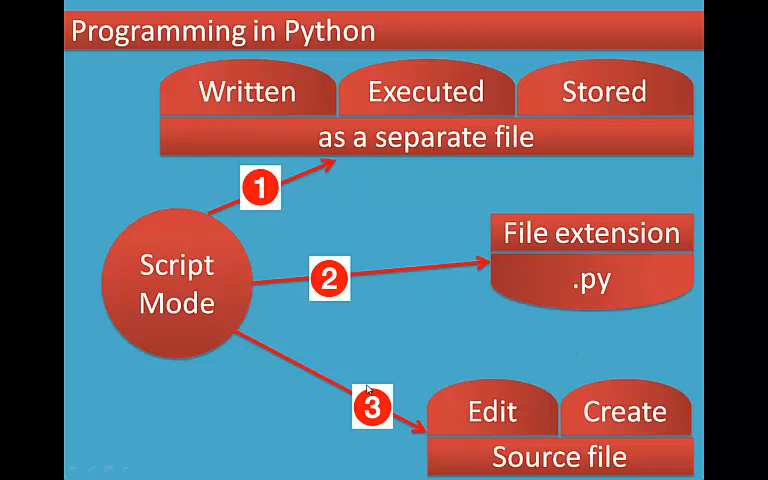 Programming in Python
Written Executed Stored
as a separate file
1
File extension
Script
Mode
2
.py
3
Edit Create
Source file